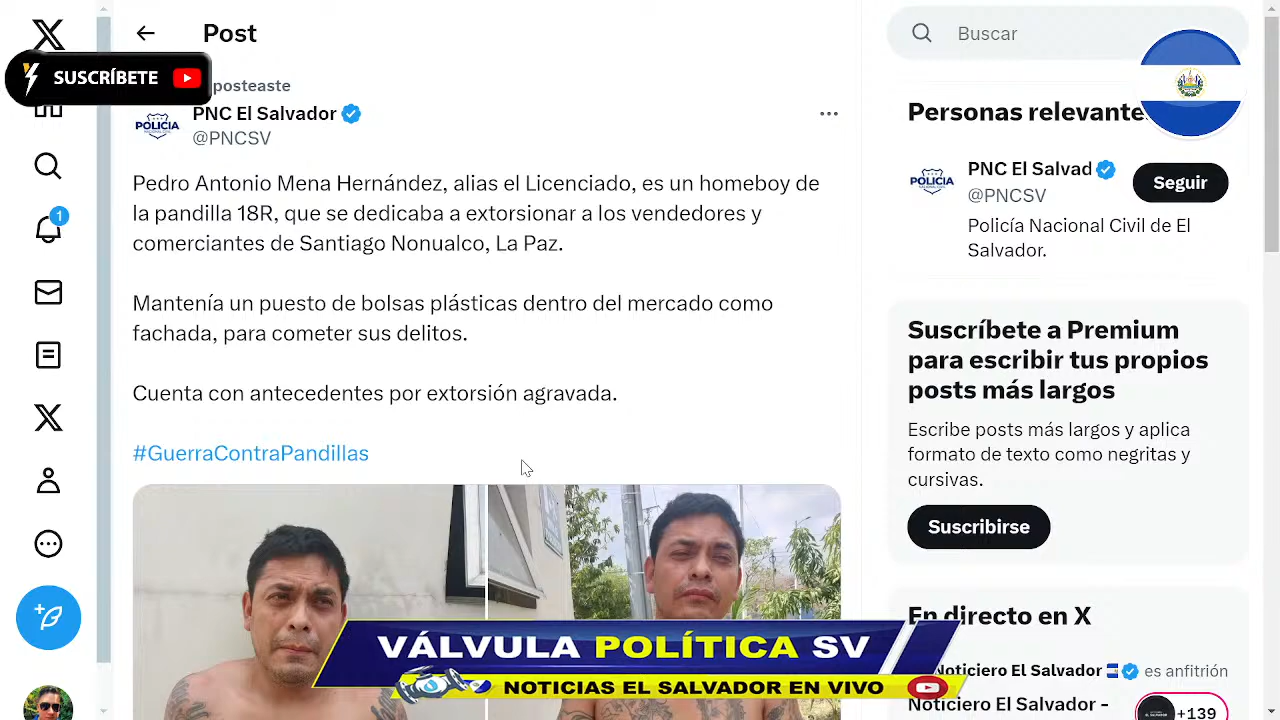 Post
Buscar
SUSCRÍBETE
posteaste
PNC El Salvador
@PNCSV
POLICIA
Pedro Antonio Mena Hernández, alias el Licenciado, es un homeboy de
la pandilla 18R, que se dedicaba a extorsionar a los vendedores y
comerciantes de Santiago Nonualco, La Paz.
Mantenía un puesto de bolsas plásticas dentro del mercado como
fachada, para cometer sus delitos.
Cuenta con antecedentes por extorsión agravada.
#GuerraContraPandillas
1
Personas relevante
PNC El Salvad
@PNCSV
POLICIA
Seguir
Policía Nacional Civil de El
Salvador.
Suscríbete a Premium
para escribir tus propios
posts más largos
Escribe posts más largos y aplica
formato de texto como negritas y
cursivas.
Suscribirse
En directo en X
Noticiero El Salvador es anfitrión
Noticiero El Salvador -
+139
VÁLVULA POLÍTICA SV
NOTICIAS EL SALVADOR EN VIVO